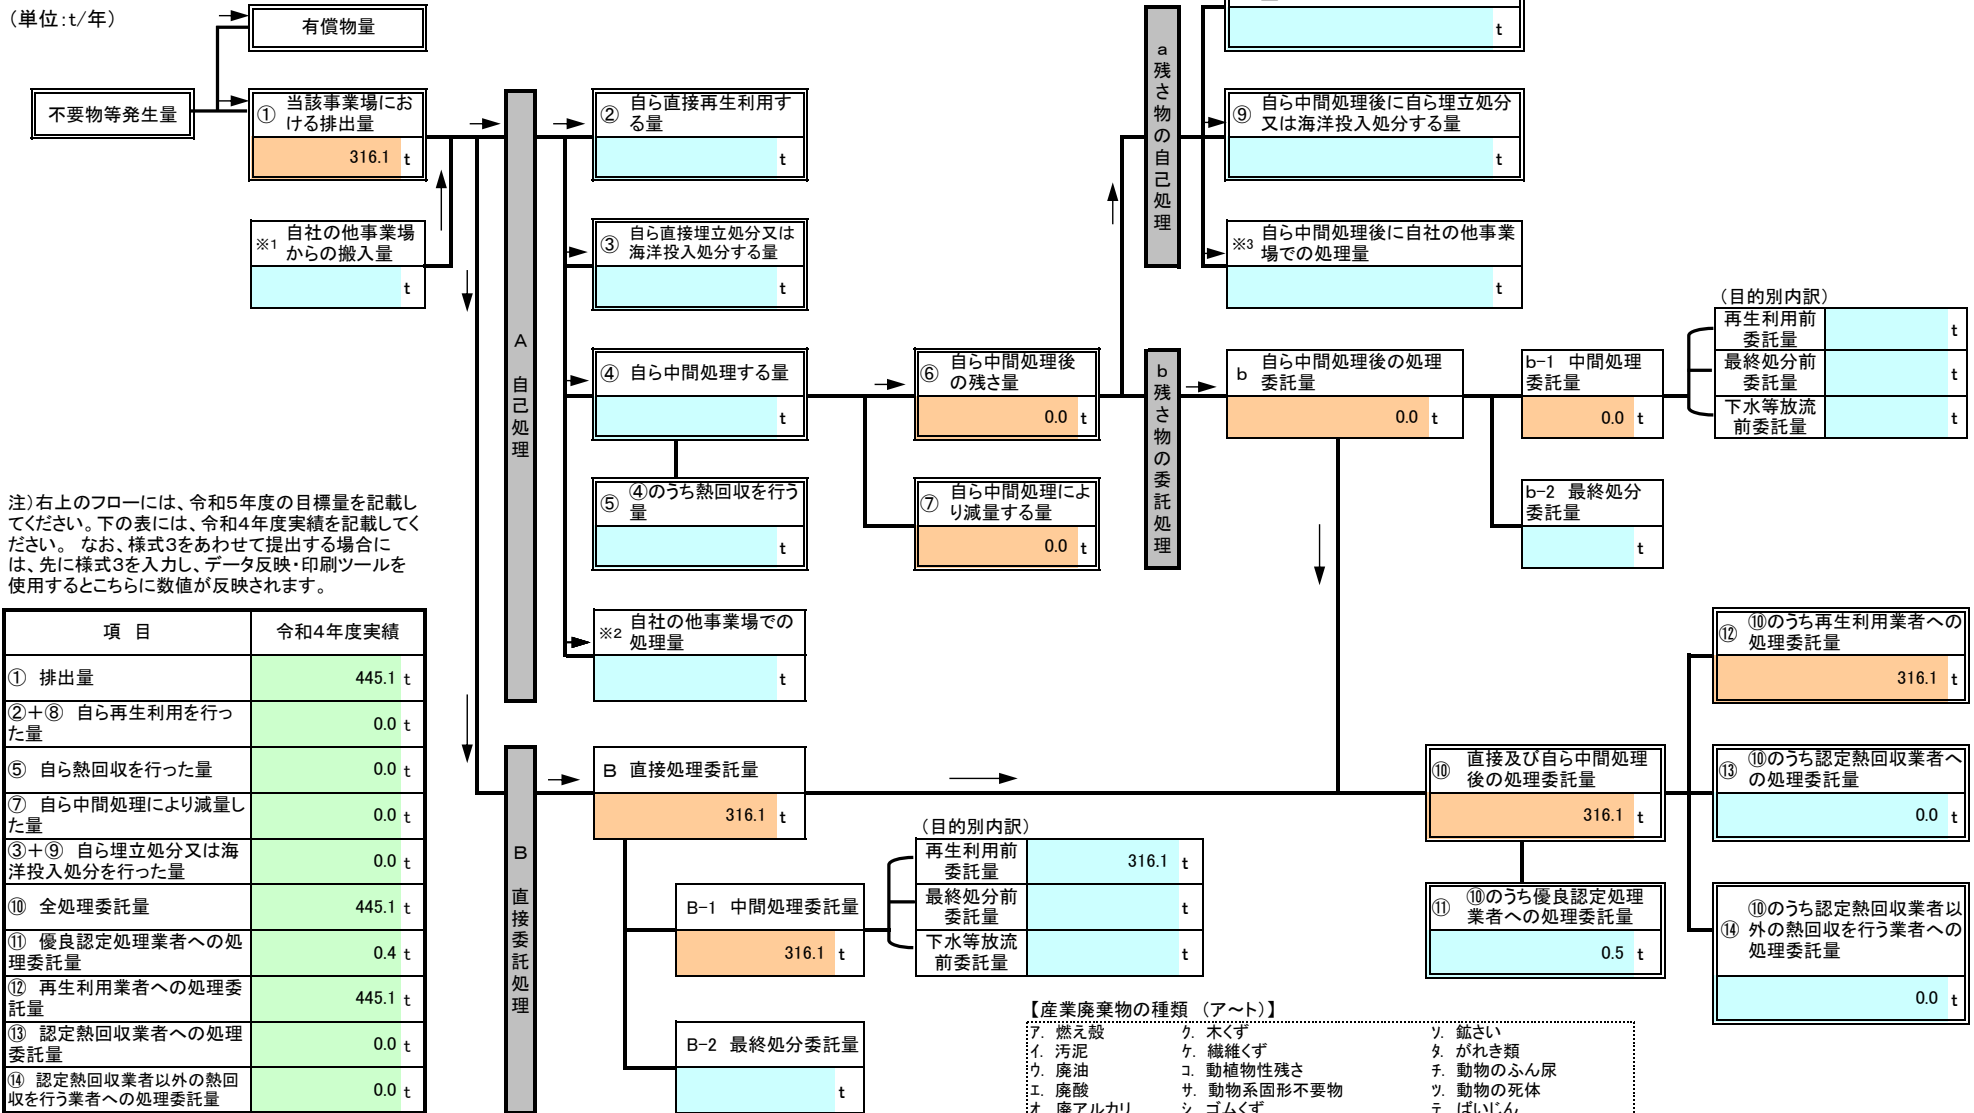 (単位:t/年)
有償物量
不要物等発生量
① 当該事業場にお
ける排出量
316.1 t
※1 自社の他事業場
からの搬入量
t
A 自己処理
② 自ら直接再生利用す
る量
t
③ 自ら直接埋立処分又は
海洋投入処分する量
t
④ 自ら中間処理する量
t
⑤ ④のうち熱回収を行う
量
t
※2 自社の他事業場での
処理量
t
⑥ 自ら中間処理後
の残さ量
0.0 t
⑦ 自ら中間処理によ
り減量する量
0.0 t
a 残さ物の自己処理
t
⑨ 自ら中間処理後に自ら埋立処分
又は海洋投入処分する量
t
※3 自ら中間処理後に自社の他事業
場での処理量
t
b 残さ物の委託処理
b 自ら中間処理後の処理
委託量
0.0 t
b-1 中間処理
委託量
0.0 t
b-2 最終処分
委託量
t
(目的別内訳)
再生利用前
委託量
t
最終処分前
委託量
t
下水等放流
前委託量
t
注)右上のフローには、令和5年度の目標量を記載し
てください。下の表には、令和4年度実績を記載してく
ださい。 なお、様式3をあわせて提出する場合に
は、先に様式3を入力し、データ反映・印刷ツールを
使用するとこちらに数値が反映されます。
項 目 令和4年度実績
① 排出量 445.1 t
②+⑧ 自ら再生利用を行っ
た量 0.0 t
⑤ 自ら熱回収を行った量 0.0 t
⑦ 自ら中間処理により減量し
た量 0.0 t
③+⑨ 自ら埋立処分又は海
洋投入処分を行った量 0.0 t
⑩ 全処理委託量 445.1 t
⑪ 優良認定処理業者への処
理委託量 0.4 t
⑫ 再生利用業者への処理委
託量 445.1 t
⑬ 認定熱回収業者への処理
委託量 0.0 t
⑭ 認定熱回収業者以外の熱回
収を行う業者への処理委託量 0.0 t
B 直接委託処理
B 直接処理委託量
316.1 t
B-1 中間処理委託量
316.1 t
B-2 最終処分委託量
t
(目的別内訳)
再生利用前
委託量
316.1 t
最終処分前
委託量
t
下水等放流
前委託量
t
⑩ 直接及び自ら中間処理
後の処理委託量
316.1 t
⑪ ⑩のうち優良認定処理
業者への処理委託量
0.5 t
⑫ ⑩のうち再生利用業者への
処理委託量
316.1 t
⑬ ⑩のうち認定熱回収業者へ
の処理委託量
0.0 t
⑭ ⑩のうち認定熱回収業者以
外の熱回収を行う業者への
処理委託量
0.0 t
【産業廃棄物の種類 (ア～ト)】
ア. 燃え殻 ク. 木くず ソ. 鉱さい
イ. 汚泥 ケ. 繊維くず タ. がれき類
ウ. 廃油 コ. 動植物性残さ チ. 動物のふん尿
エ. 廃酸 サ. 動物系固形不要物 ツ. 動物の死体
オ. 廃アルカリ シ. ゴムくず テ. ばいじん